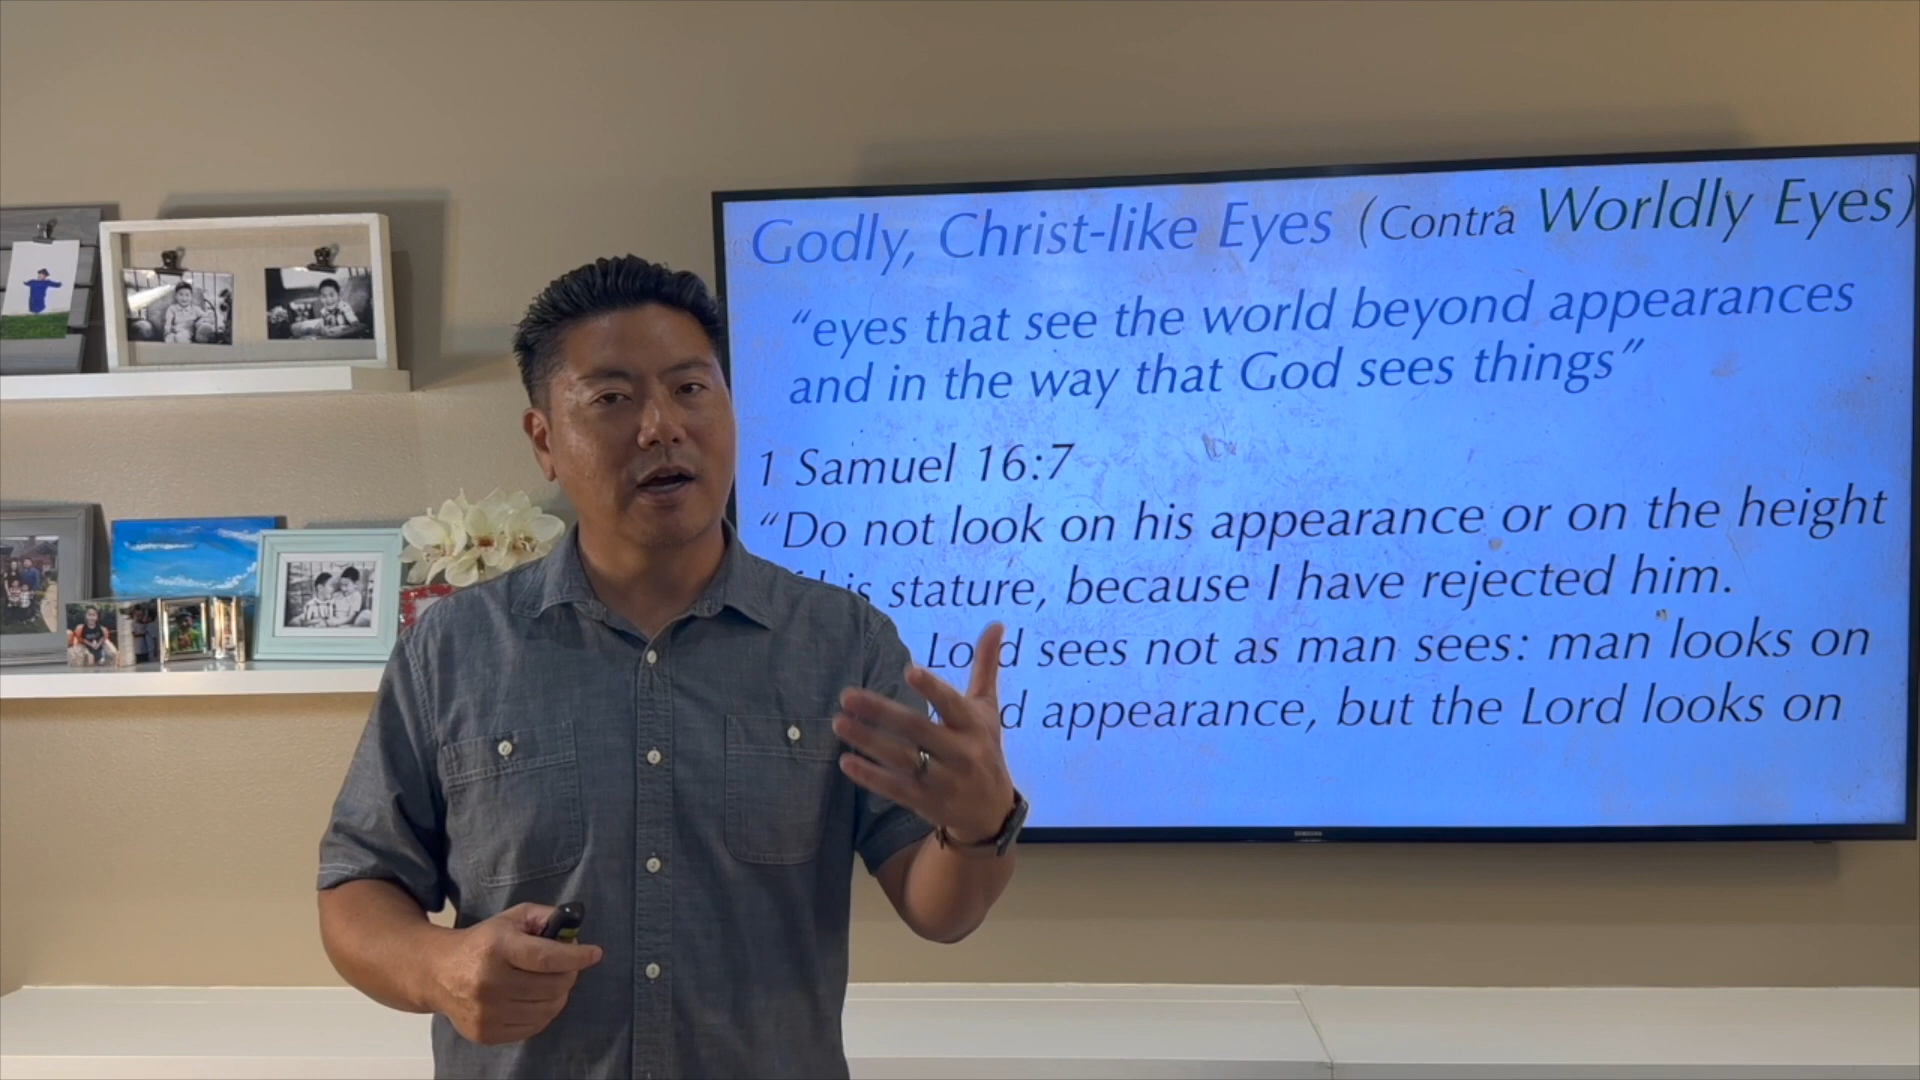 Godly, Christ-like Eyes (Contra Worldly Eyes)
“eyes that see the world beyond appearances
and in the way that God sees things”
1 Samuel 16:7
“Do not look on his appearance or on the height
stature, because I have rejected him.
Lord sees not as man sees: man looks on
appearance, but the Lord looks on
SAMSUNG